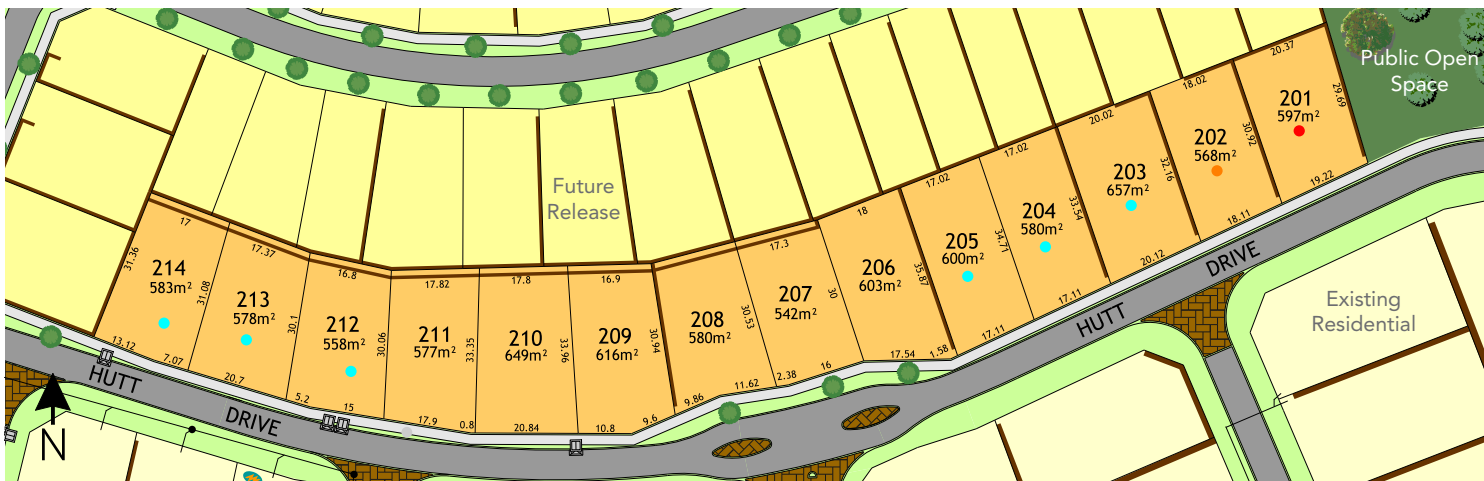 Public Open
Space
20.37
29.69
201
597m²
19.22
18.02
30.92
202
568m²
18.11
20.02
32.16
203
657m²
20.12
17.02
33.54
204
580m²
17.11
17.02
34.71
205
600m²
17.11
18
35.87
206
603m²
17.54
1.58
17.3
30
207
542m²
2.38
16
30.53
208
580m²
9.86
11.62
16.9
30.94
209
616m²
10.8
9.6
17.8
33.96
210
649m²
20.84
17.82
33.35
211
577m²
17.9
0.8
16.8
30.06
212
558m²
5.2
15
17.37
30.1
213
578m²
7.07
20.7
17
31.36
31.08
214
583m²
13.12
Future
Release
Existing
Residential
HUTT
DRIVE
HUTT
DRIVE
N